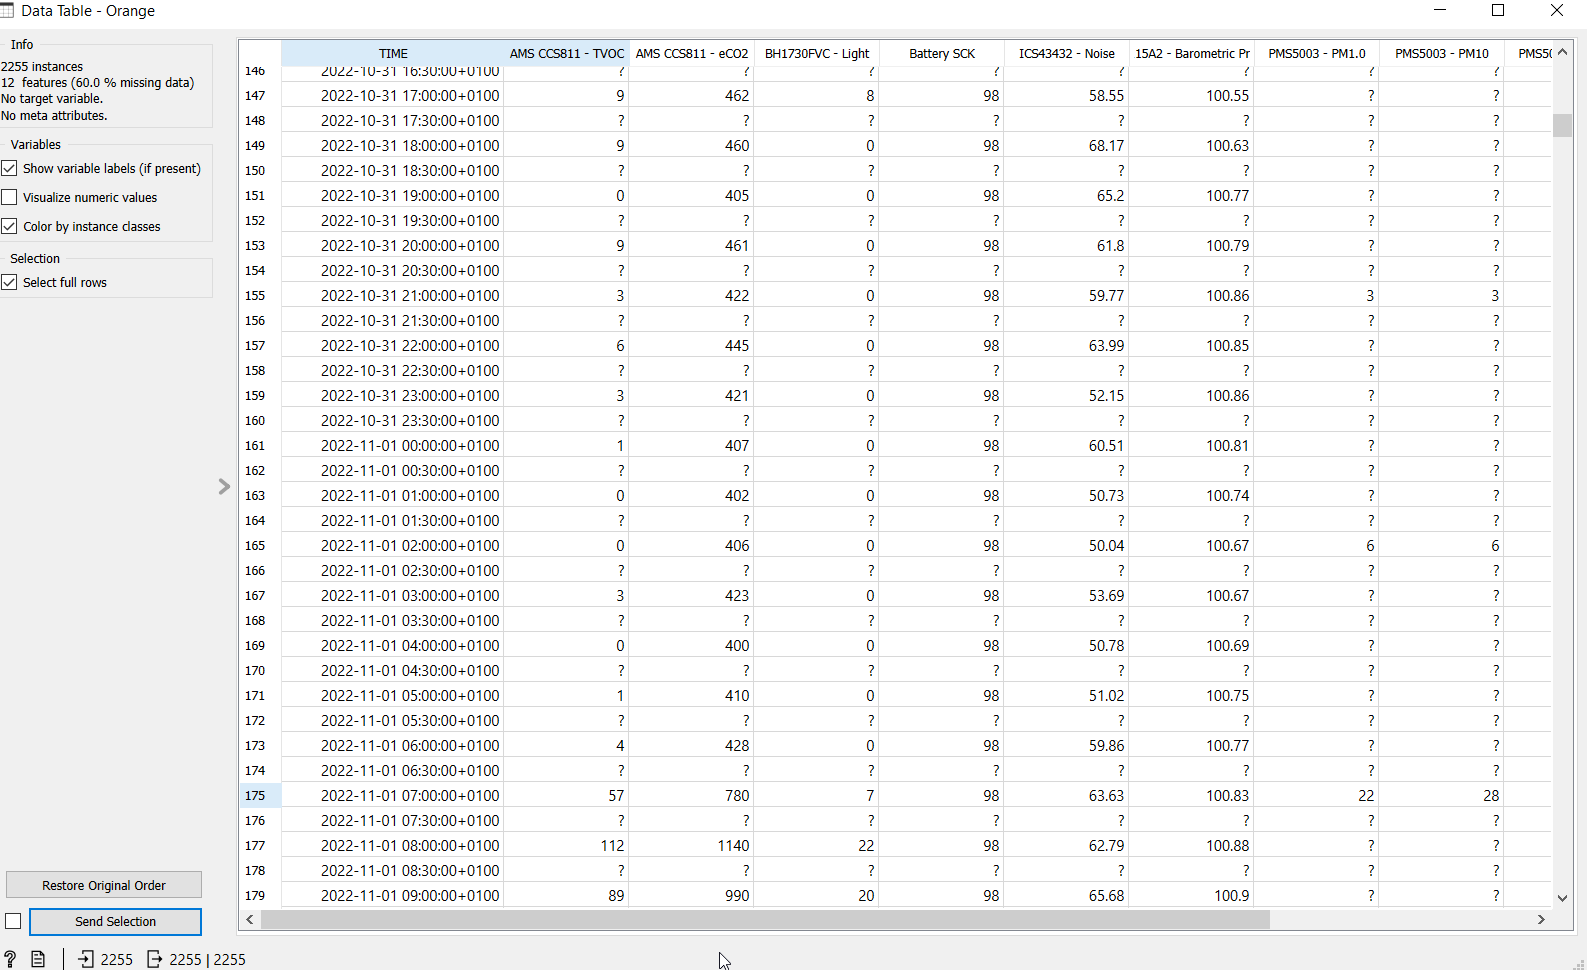 Data Table - Orange
Info
2255 instances
12 features (60.0 % missing data)
No target variable.
No meta attributes.
Variables
Show variable labels (if present)
Visualize numeric values
Color by instance classes
Selection
Select full rows
Restore Original Order
Send Selection
TIME AMS CCS811 - TVOC AMS CCS811 - eCO2 BH1730FVC - Light Battery SCK ICS43432 - Noise 15A2 - Barometric Pr PMS5003 - PM1.0 PMS5003 - PM10 PMS50
146 2022-10-31 16:30:00+0100 ? ? ? ? ? ? ? ?
147 2022-10-31 17:00:00+0100 9 462 8 98 58.55 100.55 ? ?
148 2022-10-31 17:30:00+0100 ? ? ? ? ? ? ? ?
149 2022-10-31 18:00:00+0100 9 460 0 98 68.17 100.63 ? ?
150 2022-10-31 18:30:00+0100 ? ? ? ? ? ? ? ?
151 2022-10-31 19:00:00+0100 0 405 0 98 65.2 100.77 ? ?
152 2022-10-31 19:30:00+0100 ? ? ? ? ? ? ? ?
153 2022-10-31 20:00:00+0100 9 461 0 98 61.8 100.79 ? ?
154 2022-10-31 20:30:00+0100 ? ? ? ? ? ? ? ?
155 2022-10-31 21:00:00+0100 3 422 0 98 59.77 100.86 3 3
156 2022-10-31 21:30:00+0100 ? ? ? ? ? ? ? ?
157 2022-10-31 22:00:00+0100 6 445 0 98 63.99 100.85 ? ?
158 2022-10-31 22:30:00+0100 ? ? ? ? ? ? ? ?
159 2022-10-31 23:00:00+0100 3 421 0 98 52.15 100.86 ? ?
160 2022-10-31 23:30:00+0100 ? ? ? ? ? ? ? ?
161 2022-11-01 00:00:00+0100 1 407 0 98 60.51 100.81 ? ?
162 2022-11-01 00:30:00+0100 ? ? ? ? ? ? ? ?
163 2022-11-01 01:00:00+0100 0 402 0 98 50.73 100.74 ? ?
164 2022-11-01 01:30:00+0100 ? ? ? ? ? ? ? ?
165 2022-11-01 02:00:00+0100 0 406 0 98 50.04 100.67 6 6
166 2022-11-01 02:30:00+0100 ? ? ? ? ? ? ? ?
167 2022-11-01 03:00:00+0100 3 423 0 98 53.69 100.67 ? ?
168 2022-11-01 03:30:00+0100 ? ? ? ? ? ? ? ?
169 2022-11-01 04:00:00+0100 0 400 0 98 50.78 100.69 ? ?
170 2022-11-01 04:30:00+0100 ? ? ? ? ? ? ? ?
171 2022-11-01 05:00:00+0100 1 410 0 98 51.02 100.75 ? ?
172 2022-11-01 05:30:00+0100 ? ? ? ? ? ? ? ?
173 2022-11-01 06:00:00+0100 4 428 0 98 59.86 100.77 ? ?
174 2022-11-01 06:30:00+0100 ? ? ? ? ? ? ? ?
175 2022-11-01 07:00:00+0100 57 780 7 98 63.63 100.83 22 28
176 2022-11-01 07:30:00+0100 ? ? ? ? ? ? ? ?
177 2022-11-01 08:00:00+0100 112 1140 22 98 62.79 100.88 ? ?
178 2022-11-01 08:30:00+0100 ? ? ? ? ? ? ? ?
179 2022-11-01 09:00:00+0100 89 990 20 98 65.68 100.9 ? ?
? 2255 2255 | 2255